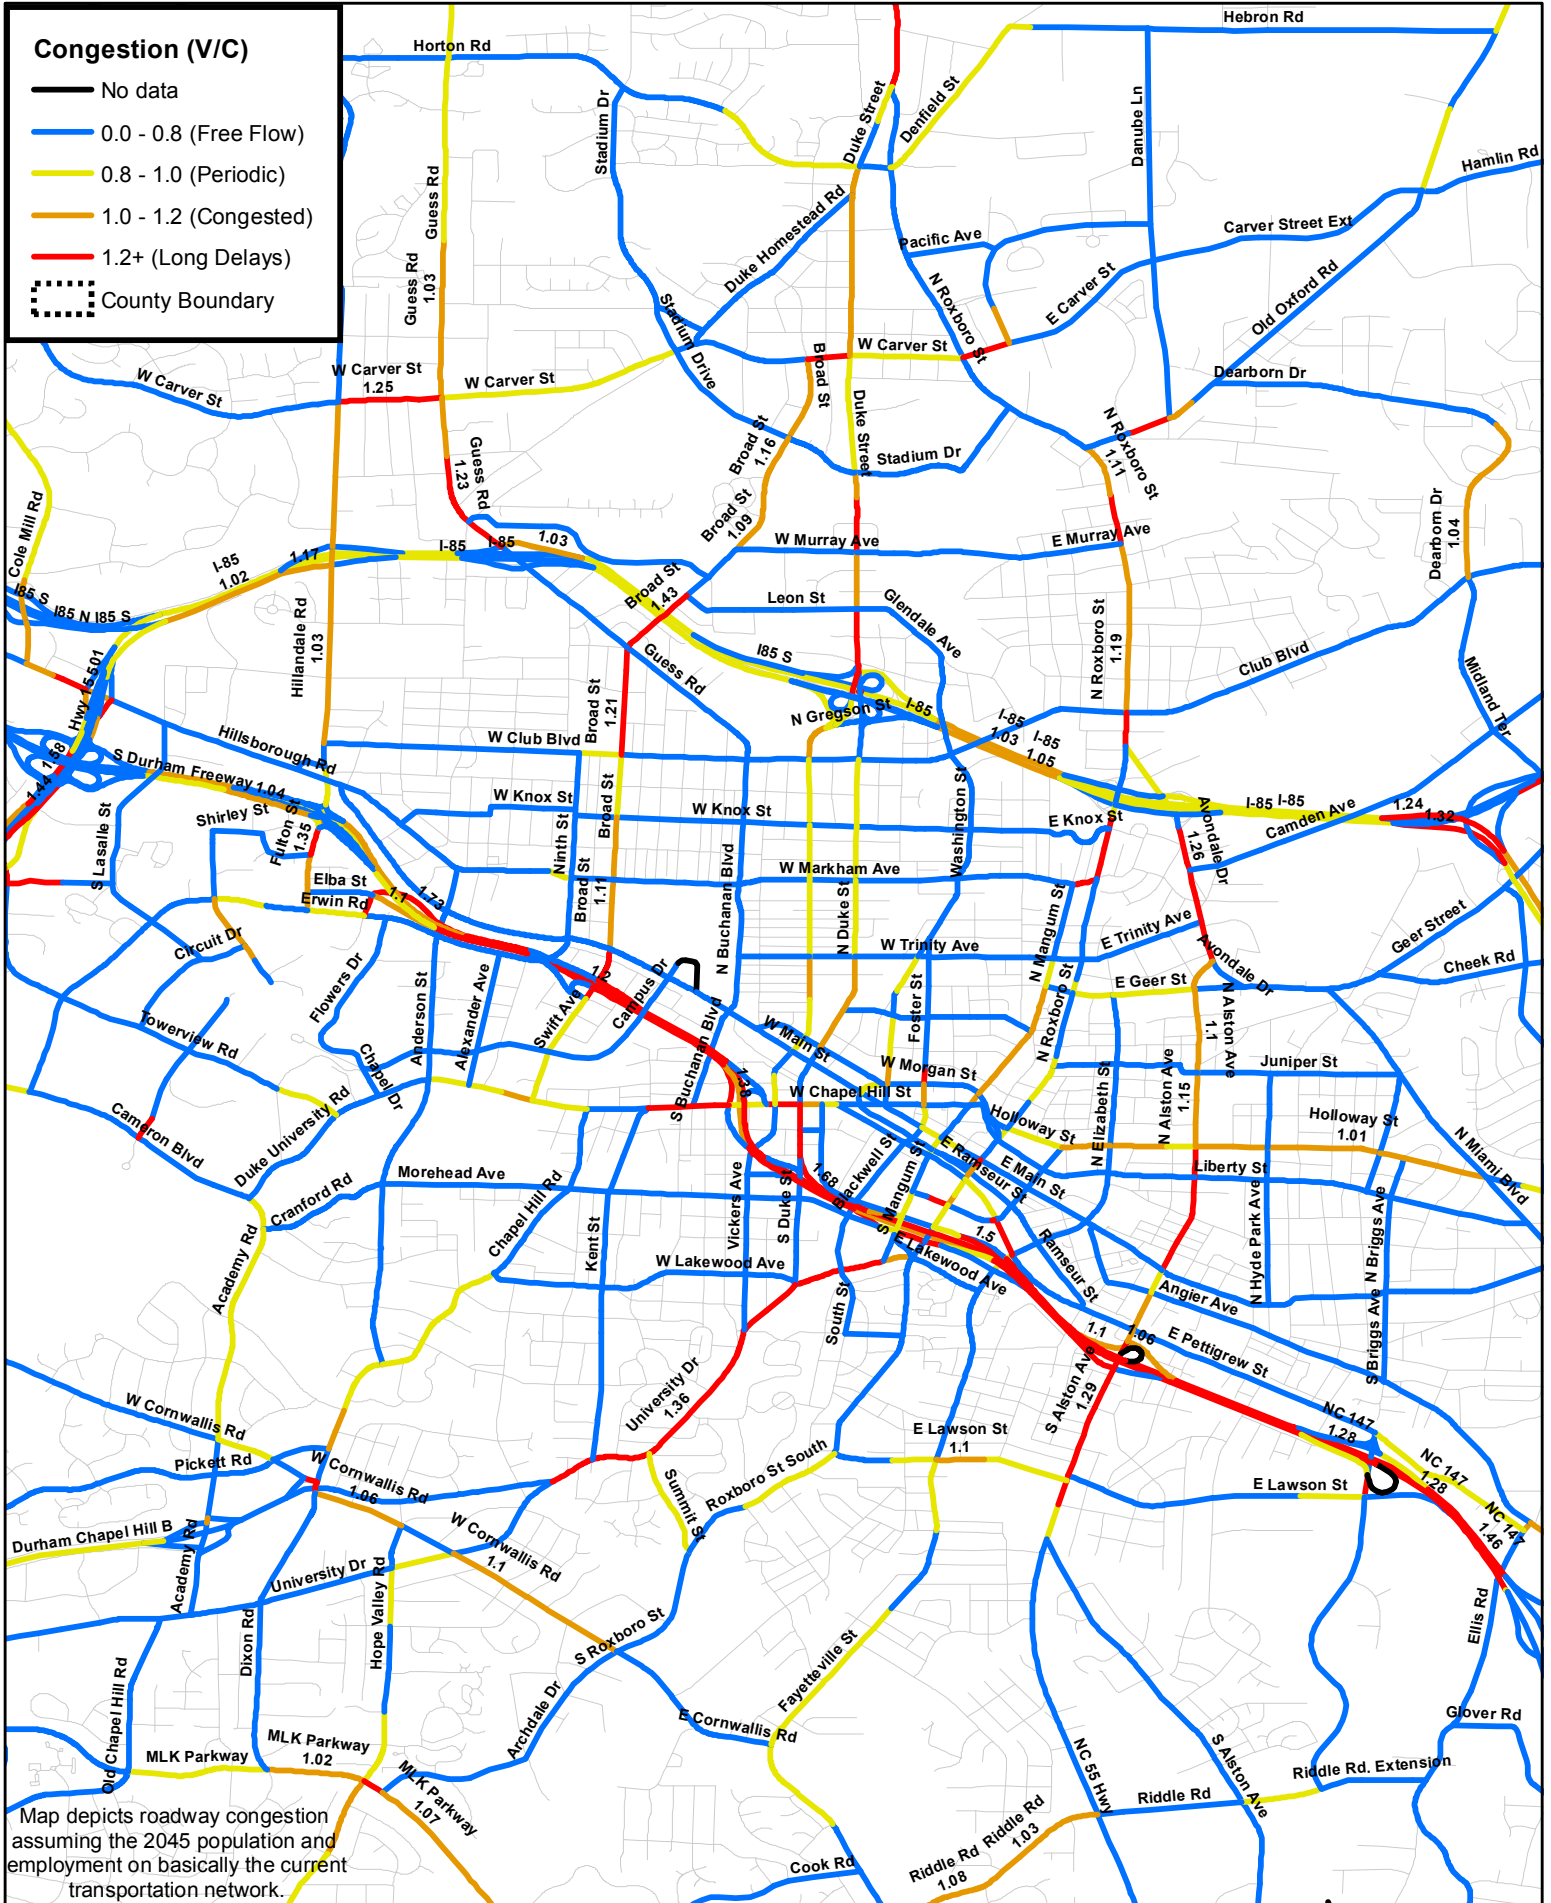 Congestion (V/C)
No data
0.0 - 0.8 (Free Flow)
0.8 - 1.0 (Periodic)
1.0 - 1.2 (Congested)
1.2+ (Long Delays)
County Boundary
Horton Rd
Hebron Rd
Guess Rd
Stadium Dr
Duke Street
Denfield St
Danube Ln
Hamlin Rd
Guess Rd
1.03
Duke Homestead Rd
Pacific Ave
Carver Street Ext
N Roxboro St
E Carver St
Old Oxford Rd
Stadium Drive
W Carver St
W Carver St
1.25
W Carver St
Broad St
W Carver St
Dearborn Dr
Duke Street
Guess Rd
1.23
Broad St
1.16
Stadium Dr
N Roxboro St
1.11
Cole Mill Rd
Broad St
1.09
W Murray Ave
E Murray Ave
Dearborn Dr
1.04
I-85
1.02
1.17
I-85
I-85
1.03
I85 S
I85 N I85 S
Broad St
1.43
Leon St
Glendale Ave
Hillandale Rd
1.03
N Roxboro St
1.19
Club Blvd
Midland Ter
Hwy 15-501
Guess Rd
I85 S
Broad St
1.21
N Gregson St
I-85
I-85
1.03
I-85
1.05
W Club Blvd
Hillsborough Rd
1.58
1.44
S Durham Freeway 1.04
Shirley St
Fulton St
1.35
W Knox St
W Knox St
E Knox St
Washington St
I-85 I-85
Camden Ave
1.24
1.32
S Lasalle St
Ninth St
Broad St
Broad St
1.11
N Buchanan Blvd
W Markham Ave
N Duke St
Avondale Dr
1.26
Elba St
Erwin Rd
1.1
1.73
N Mangum St
Geer Street
Circuit Dr
Flowers Dr
W Trinity Ave
E Trinity Ave
Avondale Dr
Cheek Rd
Anderson St
Alexander Ave
1.2
Swift Ave
Campus Dr
Foster St
N Roxboro St
E Geer St
N Alston Ave
1.1
Towerview Rd
Chapel Dr
S Buchanan Blvd
W Main St
W Morgan St
N Elizabeth St
N Alston Ave
1.15
Juniper St
1.38
W Chapel Hill St
Cameron Blvd
Duke University Rd
Holloway St
Holloway St
1.01
N Miami Blvd
Cranford Rd
Morehead Ave
Chapel Hill Rd
Vickers Ave
S Duke St
1.68
Blackwell St
S Mangum St
E Ramseur St
E Main St
Liberty St
Academy Rd
Kent St
W Lakewood Ave
E Lakewood Ave
1.5
Ramseur St
N Hyde Park Ave
N Briggs Ave
Angier Ave
South St
1.1
1.06
E Pettigrew St
S Briggs Ave
University Dr
1.36
S Alston Ave
1.29
W Cornwallis Rd
Pickett Rd
W Cornwallis Rd
1.06
E Lawson St
1.1
NC 147
1.28
NC 147
1.28
NC 147
1.46
Summit St
Roxboro St South
E Lawson St
Durham Chapel Hill B
Academy Rd
W Cornwallis Rd
1.1
University Dr
Dixon Rd
Hope Valley Rd
S Roxboro St
Ellis Rd
Old Chapel Hill Rd
Archdale Dr
Fayetteville St
E Cornwallis Rd
Glover Rd
MLK Parkway
MLK Parkway
1.02
MLK Parkway
1.07
NC 55 Hwy
S Alston Ave
Riddle Rd. Extension
Riddle Rd
Riddle Rd
1.03
Riddle Rd
1.08
Cook Rd
Map depicts roadway congestion
assuming the 2045 population and
employment on basically the current
transportation network.